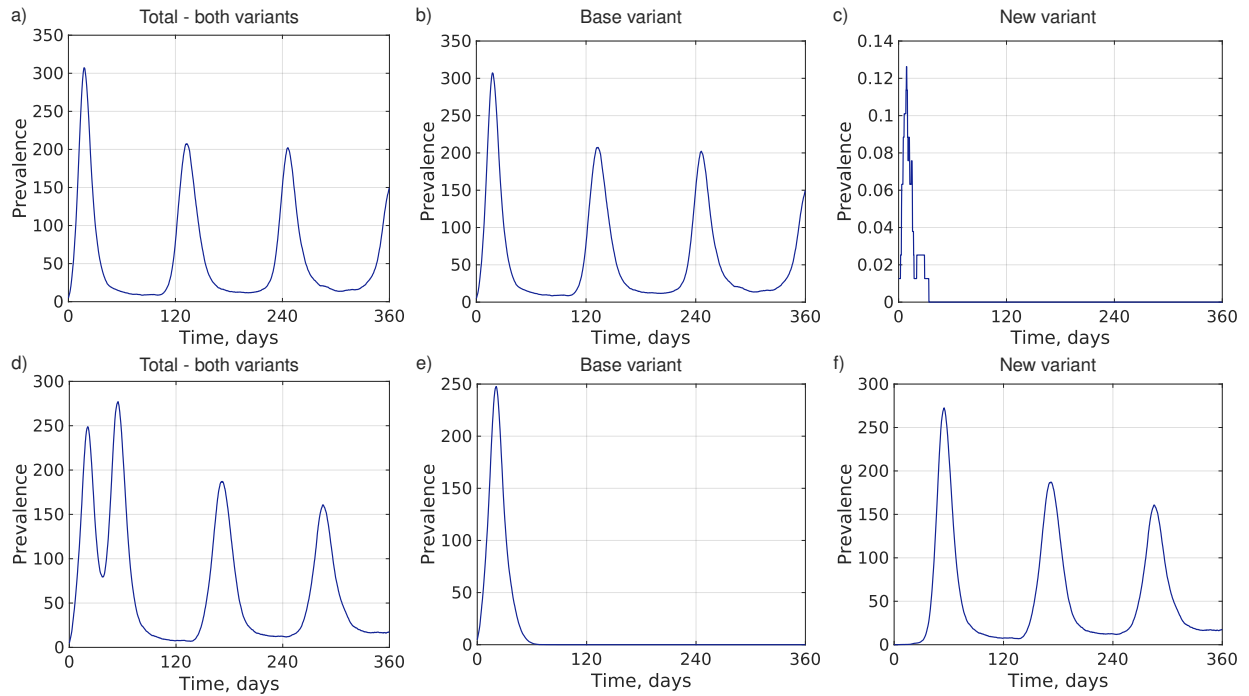 a) Total - both variants
350
300
250
200
150
100
50
0
Prevalence
0 120 240 360
Time, days
b) Base variant
350
300
250
200
150
100
50
0
Prevalence
0 120 240 360
Time, days
c) New variant
0.14
0.12
0.1
0.08
0.06
0.04
0.02
0
Prevalence
0 120 240 360
Time, days
d) Total - both variants
300
250
200
150
100
50
0
Prevalence
0 120 240 360
Time, days
e) Base variant
250
200
150
100
50
0
Prevalence
0 120 240 360
Time, days
f) New variant
300
250
200
150
100
50
0
Prevalence
0 120 240 360
Time, days